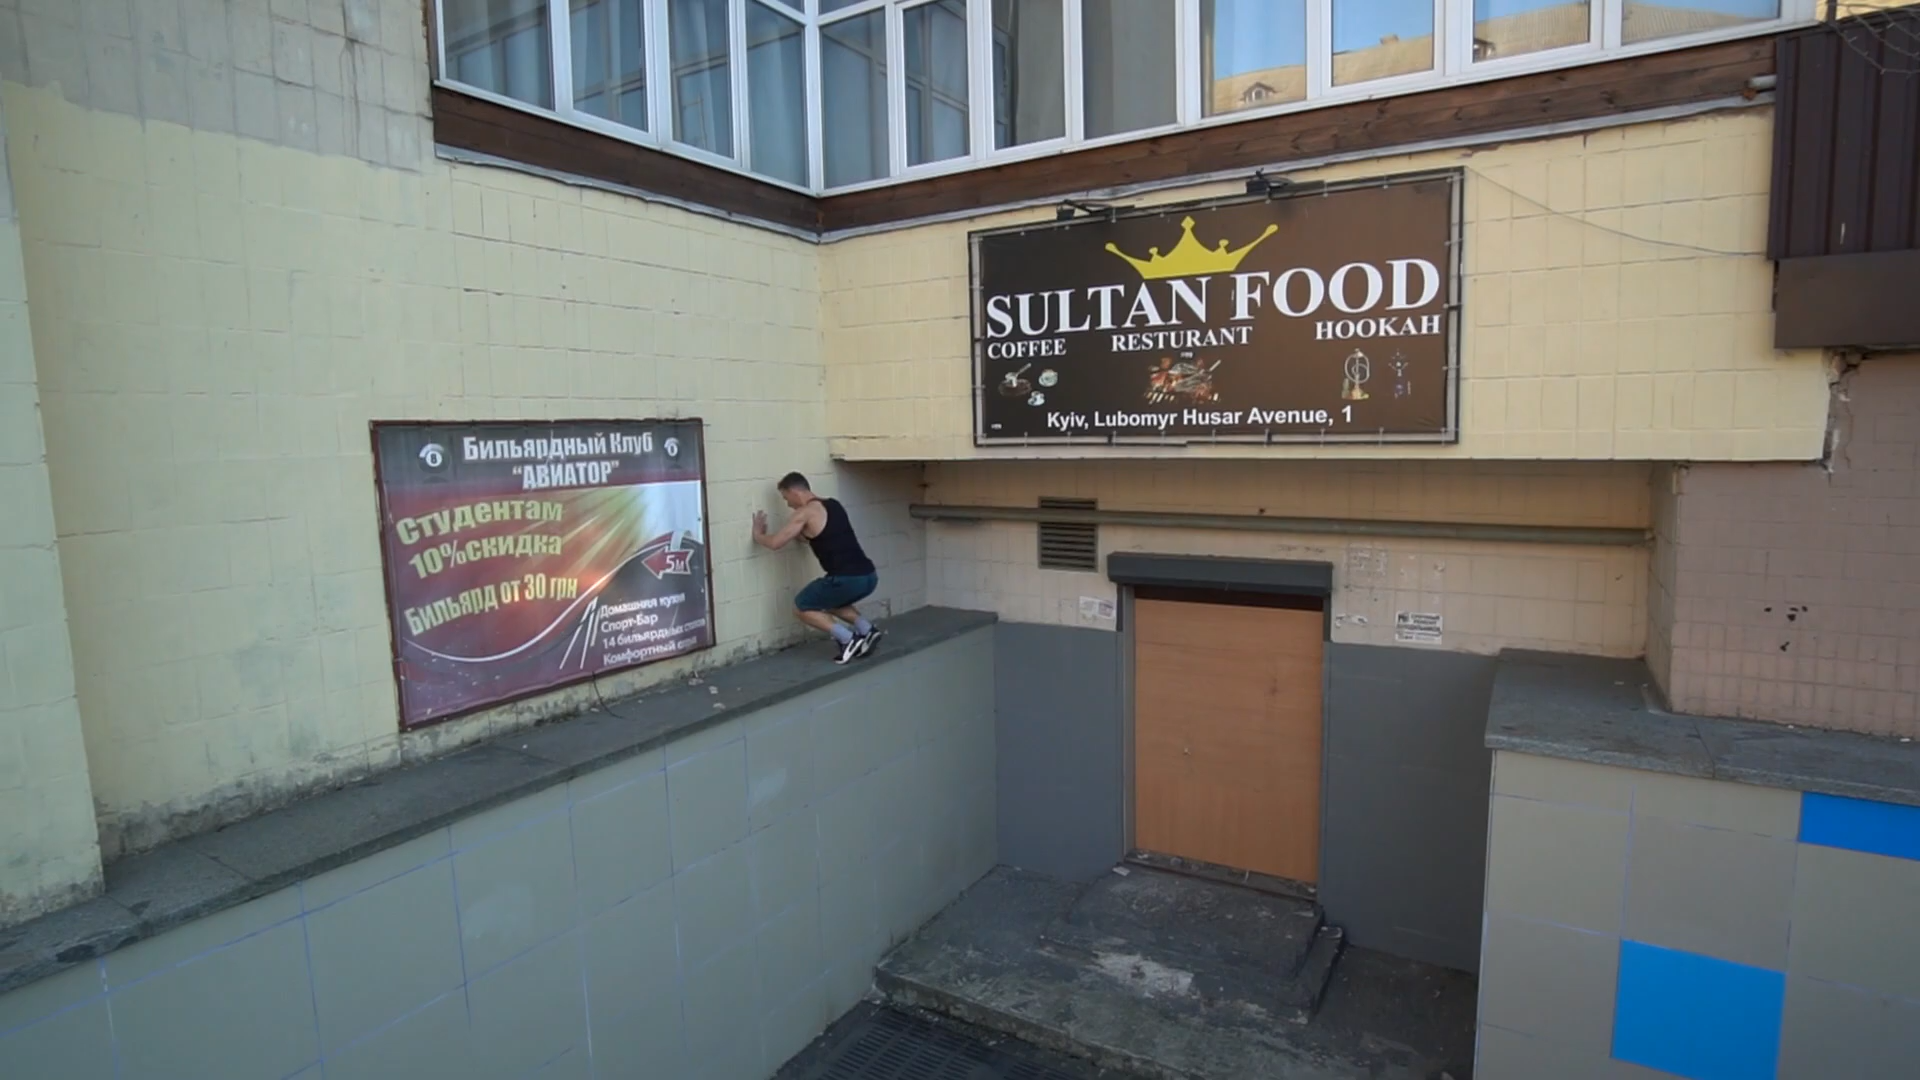 Бильярдный Клуб
"АВИАТОР"
Студентам
10% скидка
Бильярд от 30 грн
5м
Домашняя кухня
Спорт-Бар
14 бильярдных столов
Комфортный
8
SULTAN FOOD
COFFEE RESTURANT HOOKAH
Kyiv, Lubomyr Husar Avenue, 1